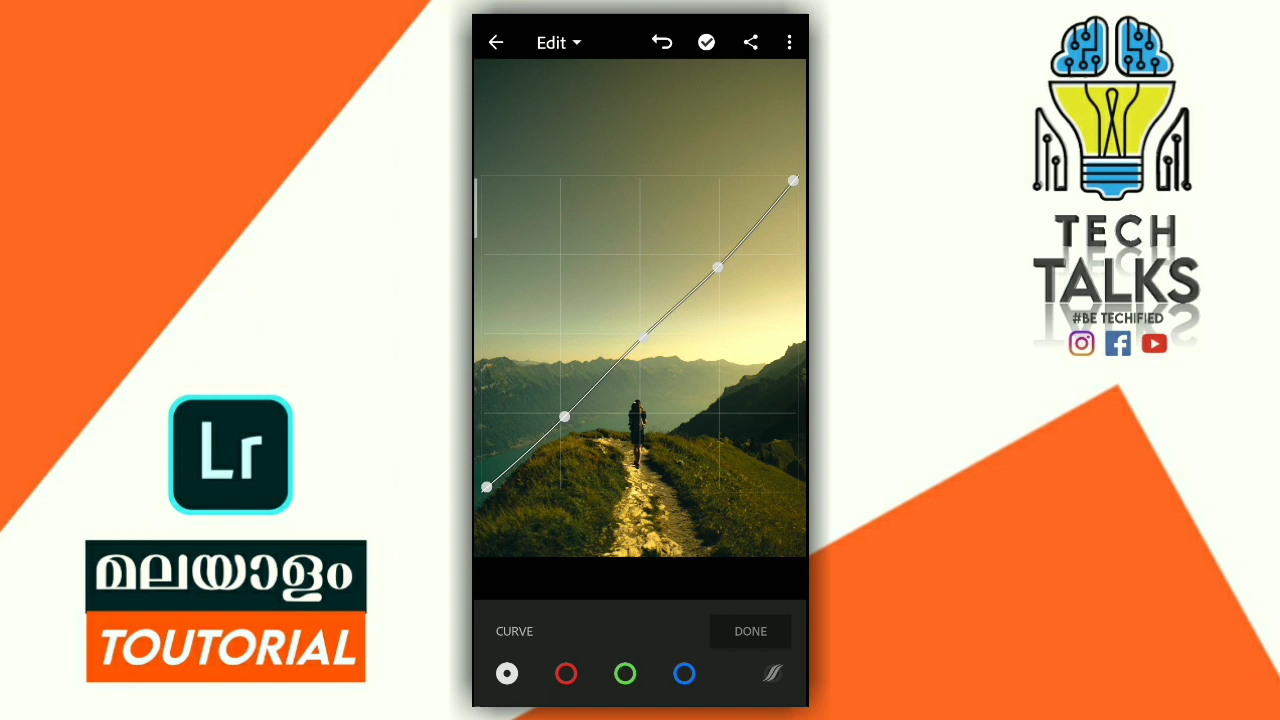 Edit
TECH
TALKS
#BE TECHIFIED
Lr
മലയാളം
TOUTORIAL
CURVE
DONE